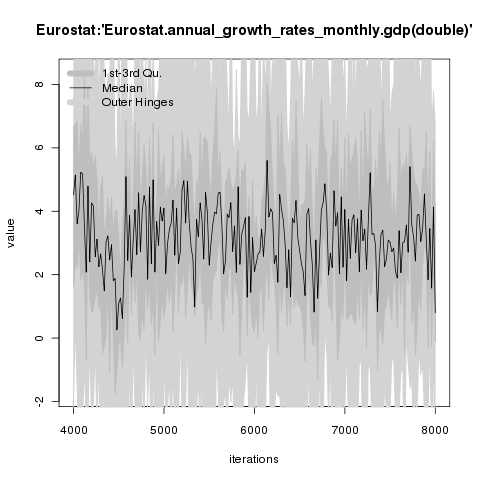 Eurostat:'Eurostat.annual_growth_rates_monthly.gdp(double)'
1st-3rd Qu.
Median
Outer Hinges
8
6
4
2
0
-2
value
4000 5000 6000 7000 8000
iterations